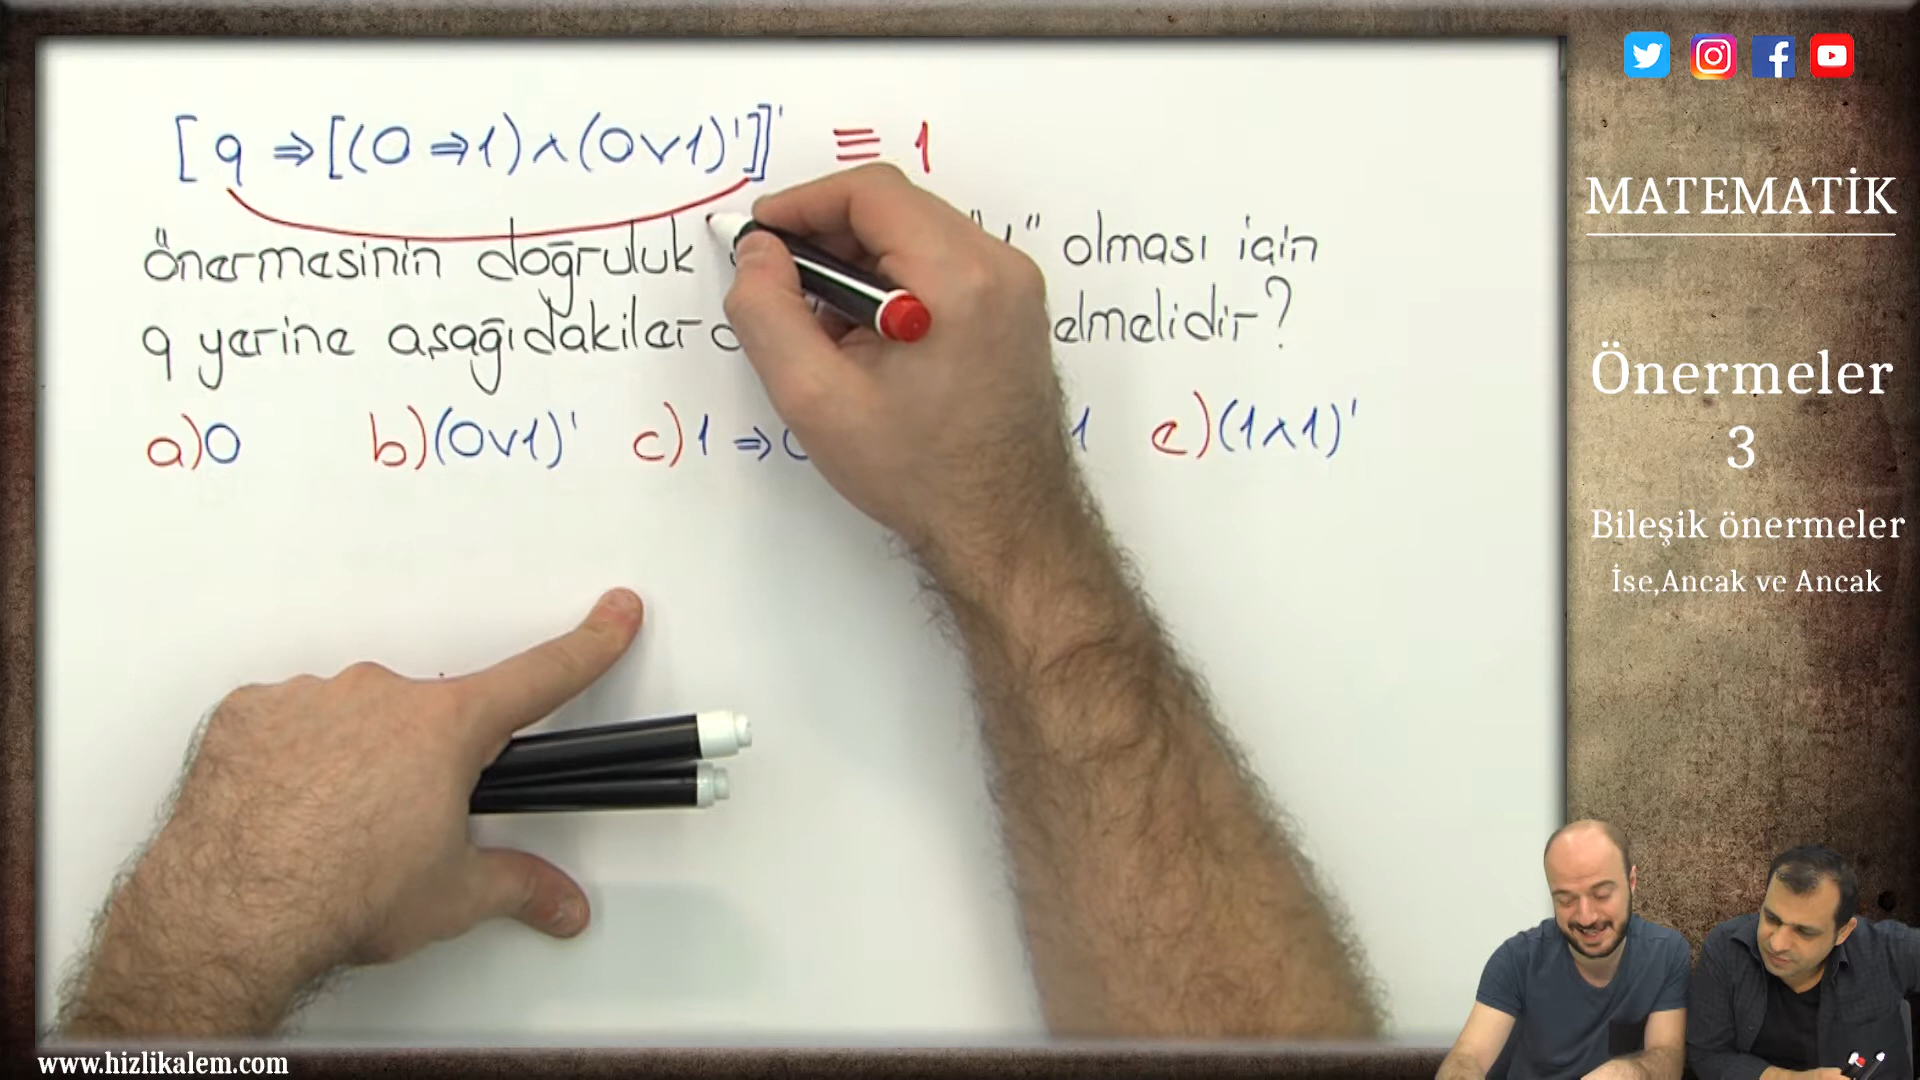 [q ⇒ [(0 ⇒ 1) ∧ (0 ∨ 1)']]' ≡ 1
önermesinin doğruluk " olması için
q yerine aşağıdakilerd elmelidir?
a) 0 b) (0 ∨ 1)' c) 1 ⇒ 1 e) (1 ∧ 1)'
MATEMATİK
Önermeler
3
Bileşik önermeler
İse,Ancak ve Ancak
www.hizlikalem.com